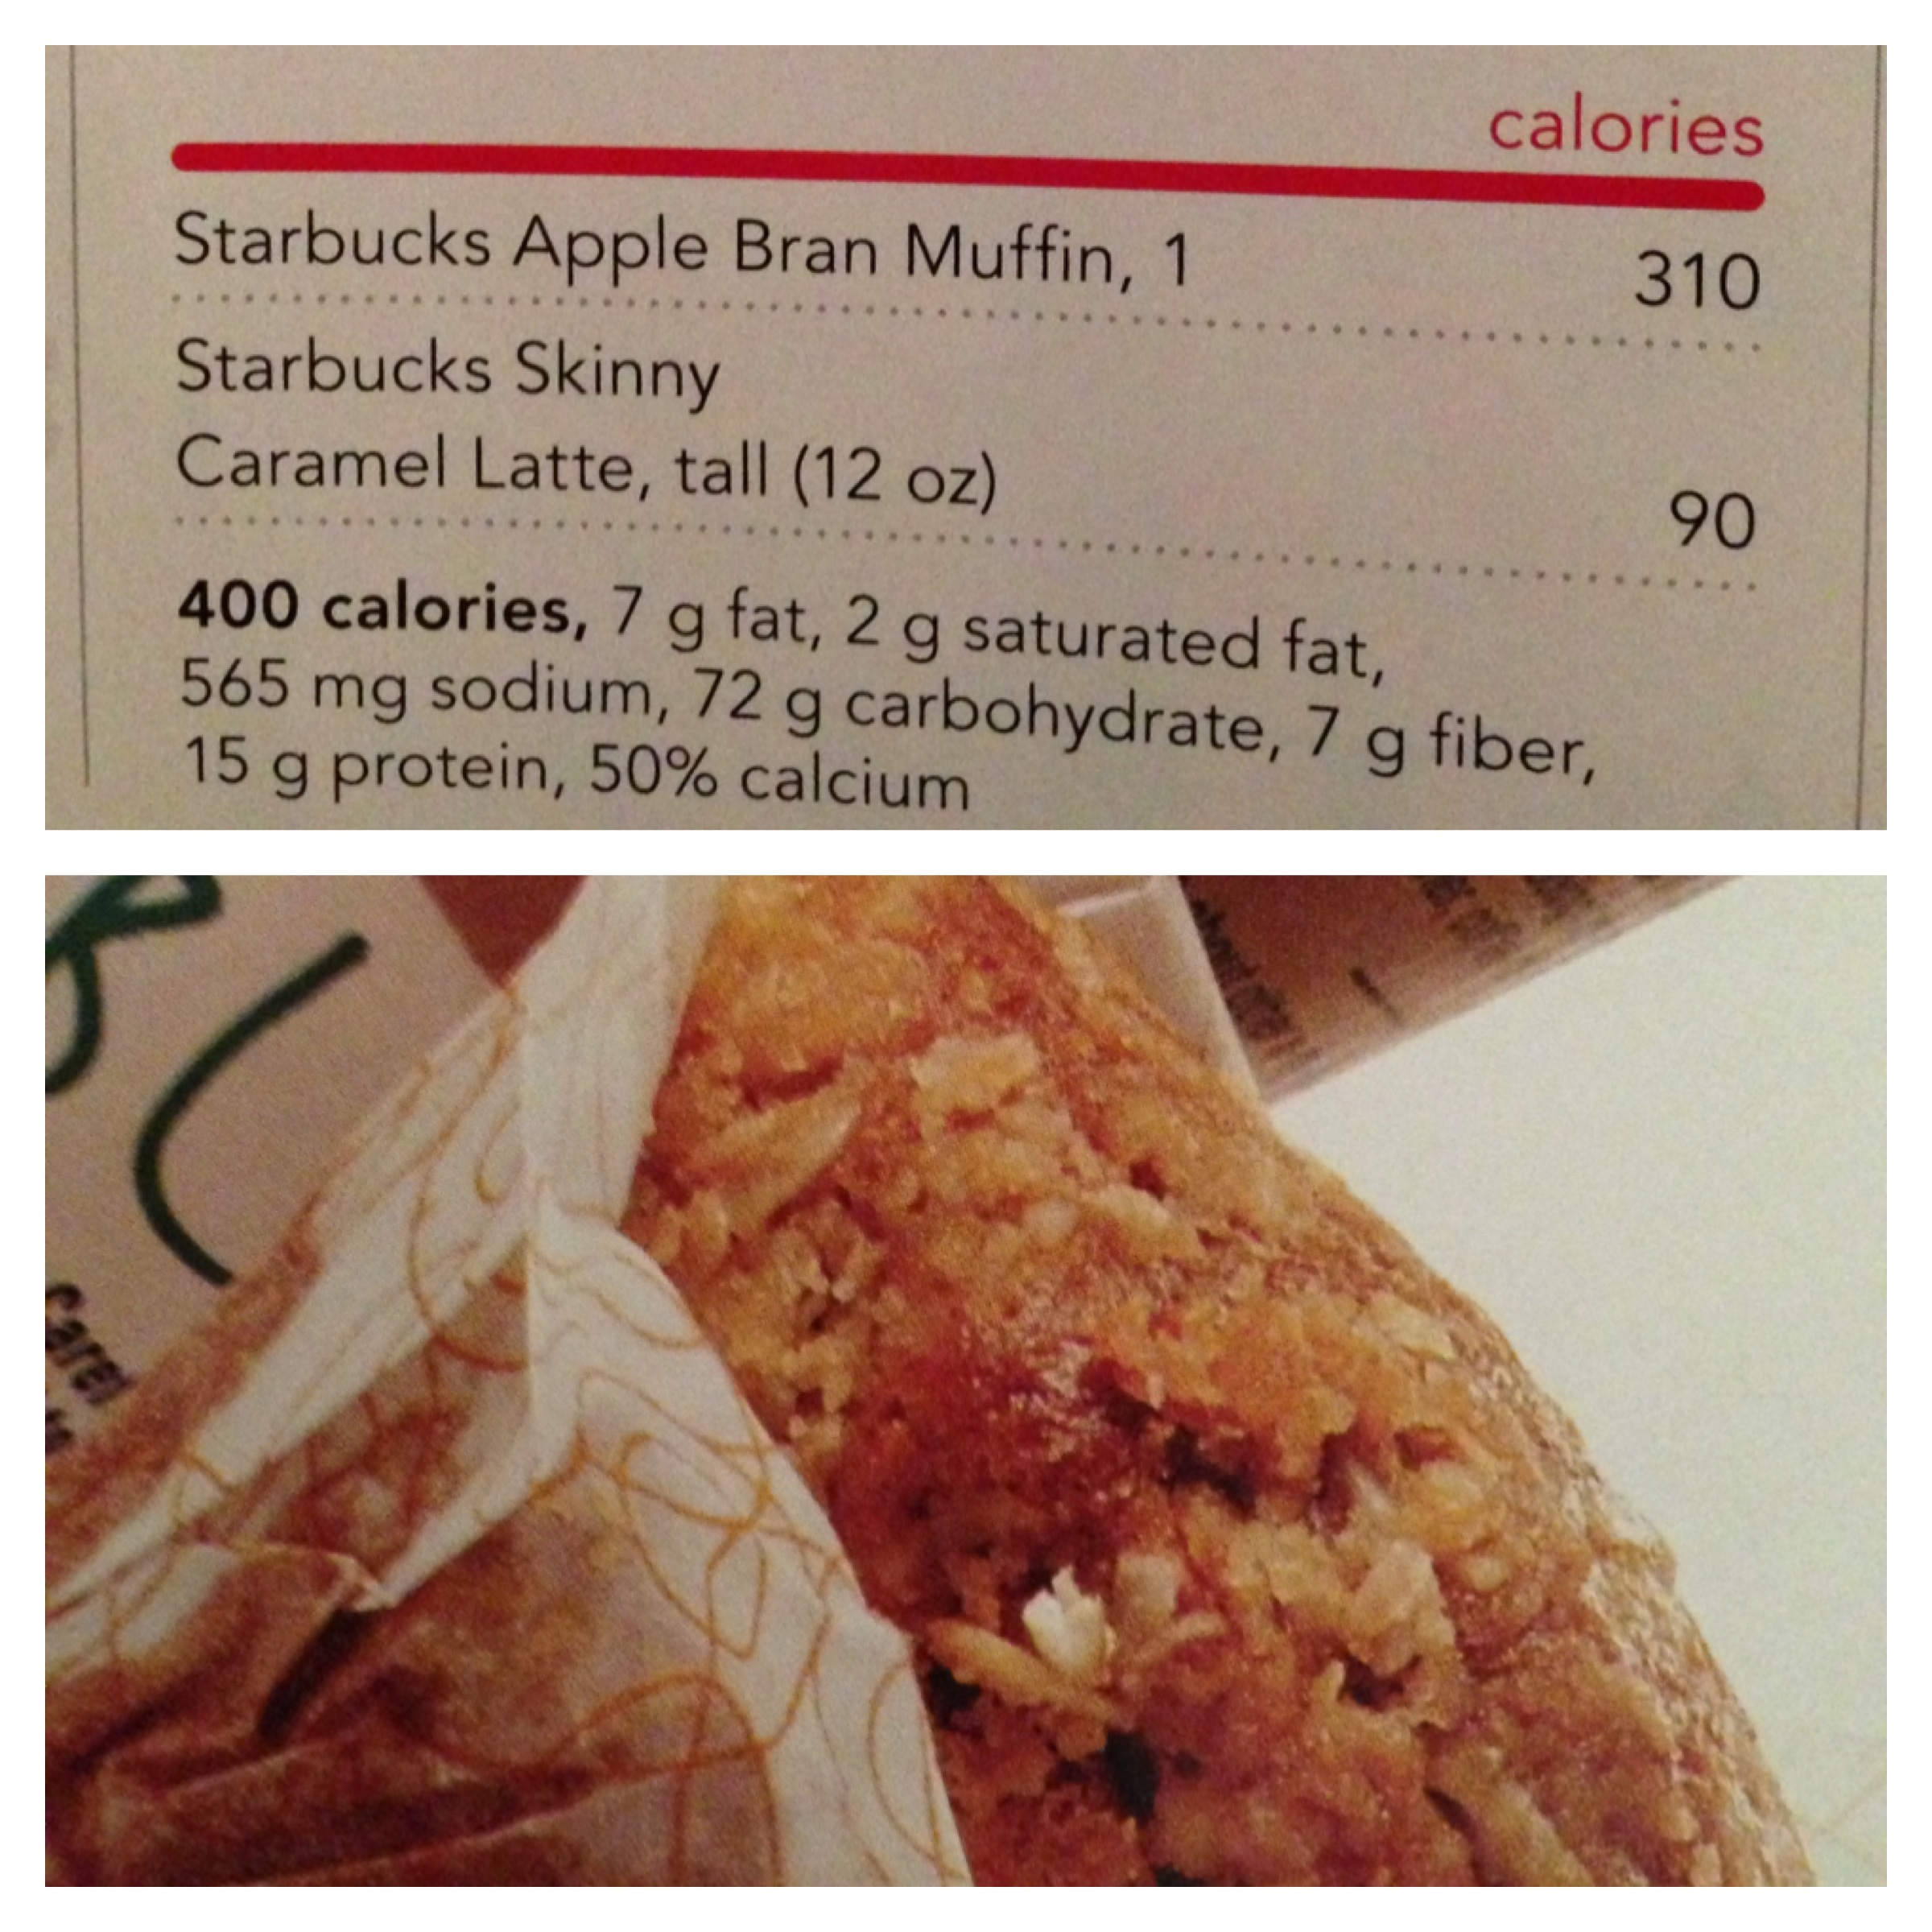 calories
Starbucks Apple Bran Muffin, 1 310
Starbucks Skinny
Caramel Latte, tall (12 oz) 90
400 calories, 7 g fat, 2 g saturated fat,
565 mg sodium, 72 g carbohydrate, 7 g fiber,
15 g protein, 50% calcium